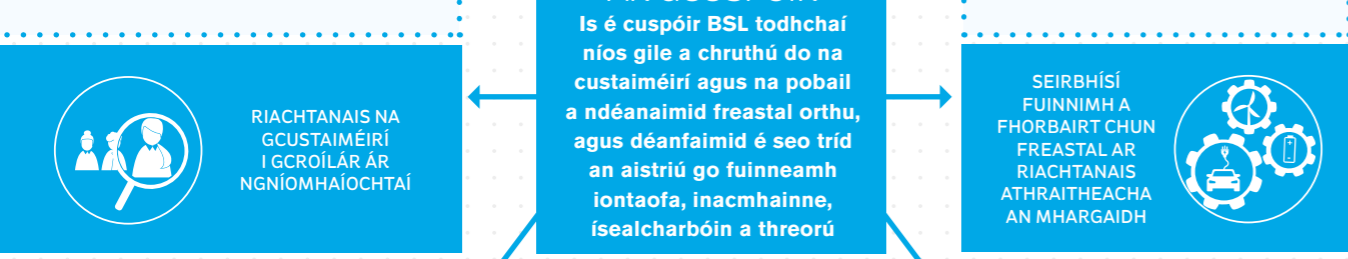 Is é cuspóir BSL todhchaí
níos gile a chruthú do na
custaiméirí agus na pobail
a ndéanaimid freastal orthu,
agus déanfaimid é seo tríd
an aistriú go fuinneamh
iontaofa, inacmhainne,
ísealcharbóin a threorú
RIACHTANAIS NA
GCUSTAIMÉIRÍ
I GCROÍLÁR ÁR
NGNÍOMHAÍOCHTAÍ
SEIRBHÍSÍ
FUINNIMH A
FHORBAIRT CHUN
FREASTAL AR
RIACHTANAIS
ATHRAITHEACHA
AN MHARGAIDH